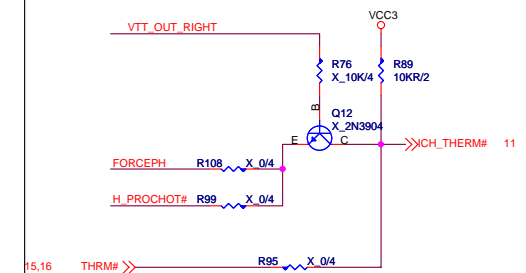 VCC3
VTT_OUT_RIGHT
R76
X_10K/4
R89
10KR/2
B
Q12
X_2N3904
E
C
ICH_THERM# 11
FORCEPH R108 X_0/4
H_PROCHOT# R99 X_0/4
R95 X_0/4
15,16 THRM#